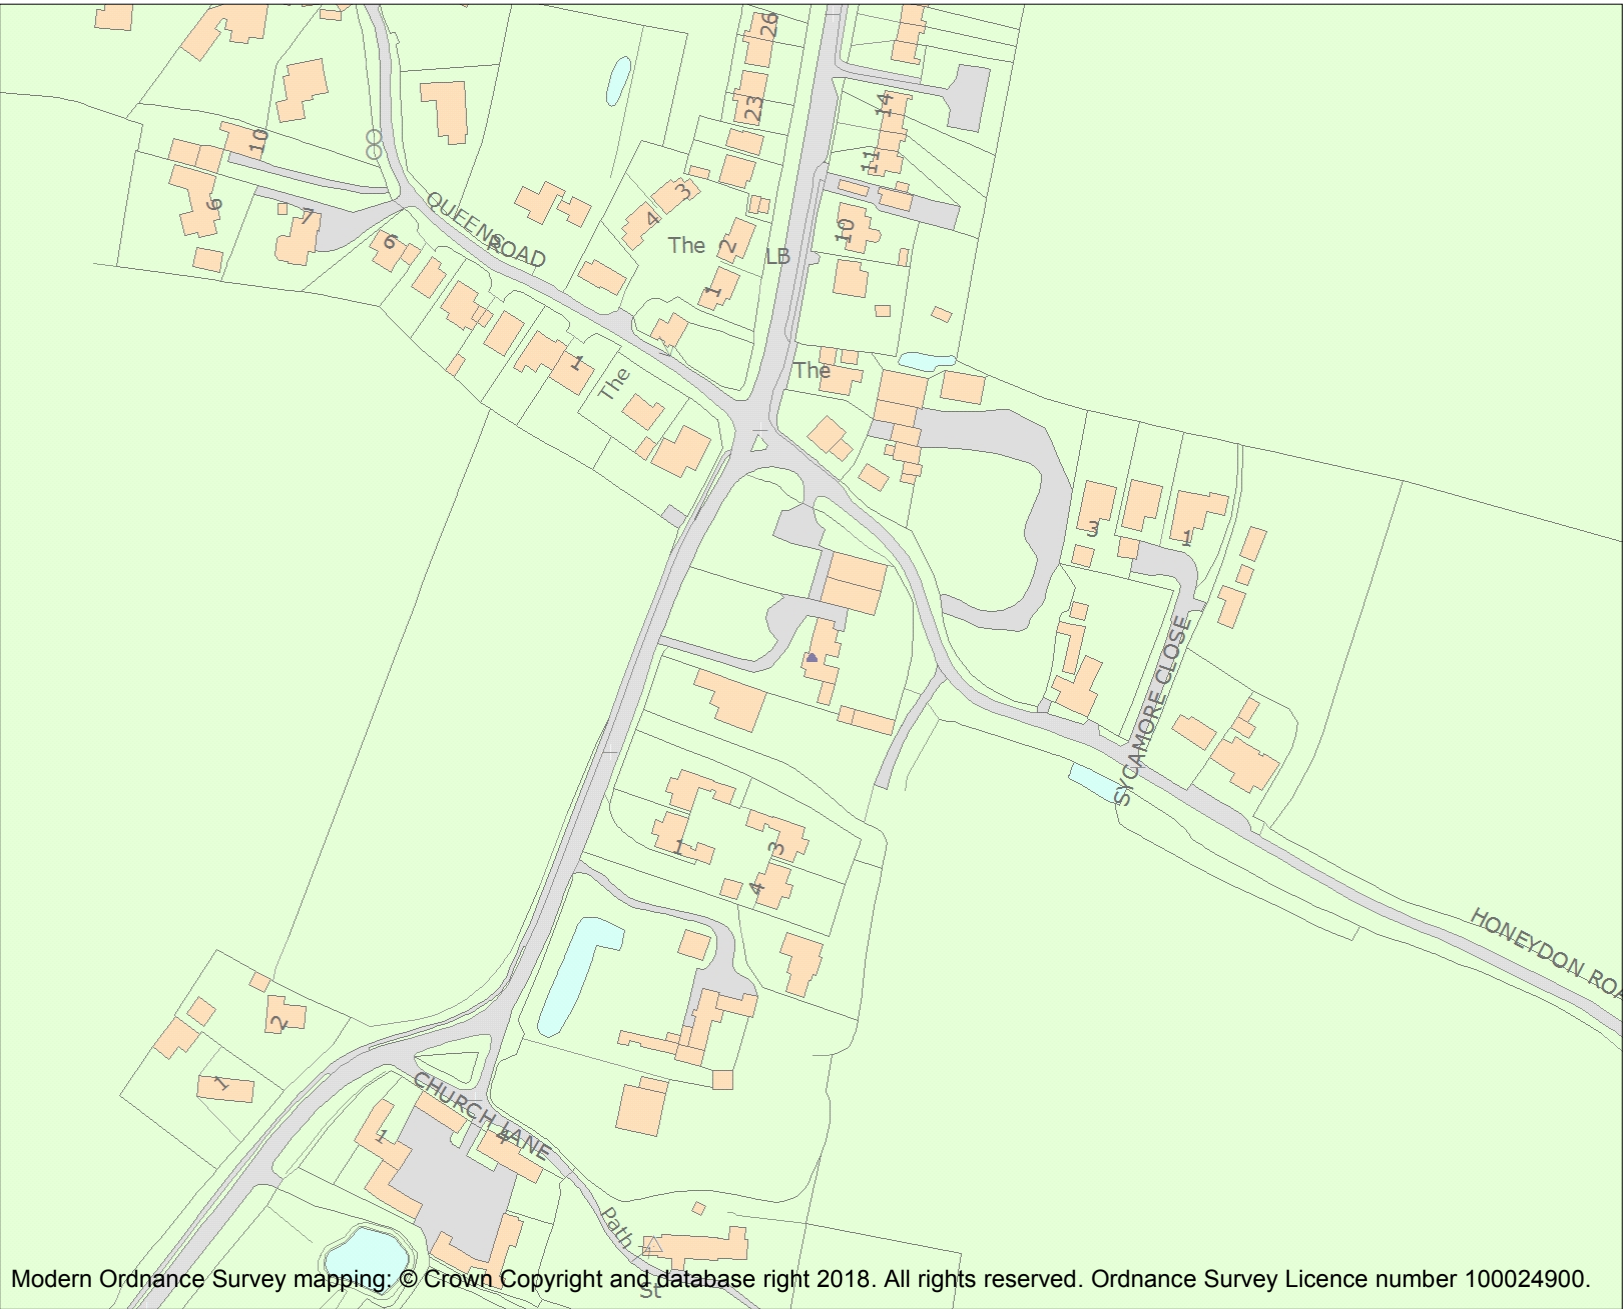 26
23
14
11
10
10
6
7
6
QUEENS ROAD
5
3
4
The
2
LB
1
The
The
1
3
1
SYCAMORE CLOSE
1
3
4
HONEYDON ROA
2
1
CHURCH LANE
1
4
Path
St
Modern Ordnance Survey mapping: © Crown Copyright and database right 2018. All rights reserved. Ordnance Survey Licence number 100024900.